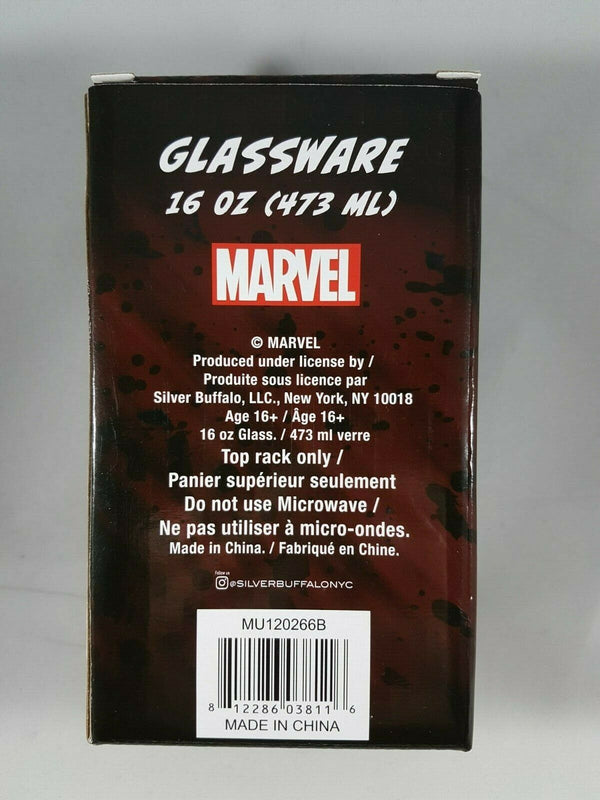 GLASSWARE
16 OZ (473 ML)
MARVEL
© MARVEL
Produced under license by /
Produite sous licence par
Silver Buffalo, LLC., New York, NY 10018
Age 16+ / Âge 16+
16 oz Glass. / 473 ml verre
Top rack only /
Panier supérieur seulement
Do not use Microwave /
Ne pas utiliser à micro-ondes.
Made in China. / Fabriqué en Chine.
Follow us
@SILVERBUFFALONYC
MU120266B
8 12286 03811 6
MADE IN CHINA